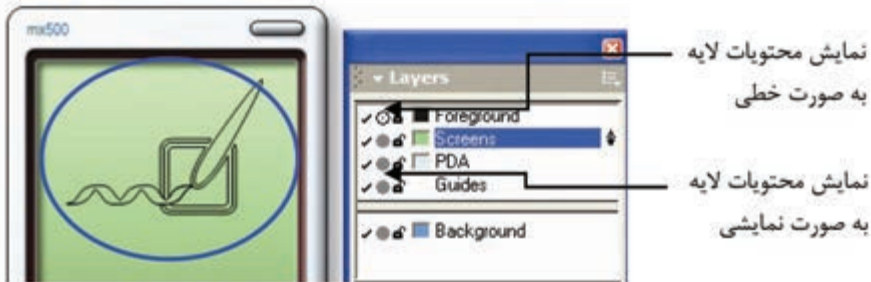 mx500
Layers
Foreground
Screens
PDA
Guides
Background
نمایش محتویات لایه
به صورت خطی
نمایش محتویات لایه
به صورت نمایشی